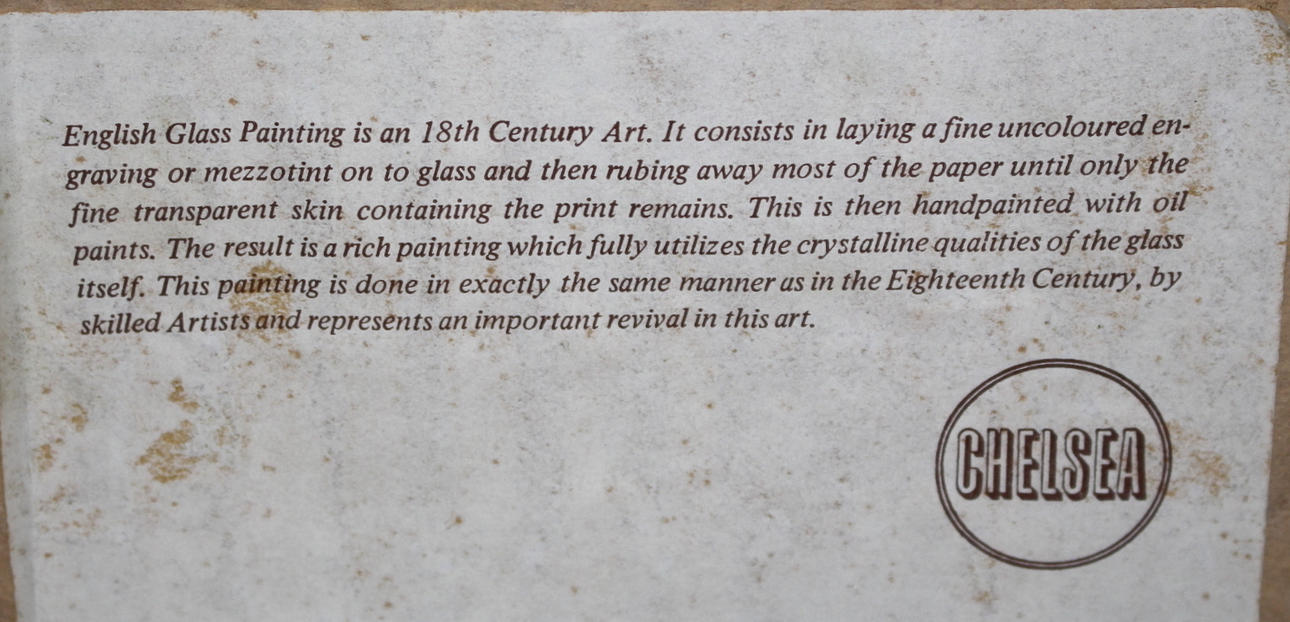 English Glass Painting is an 18th Century Art. It consists in laying a fine uncoloured en-
graving or mezzotint on to glass and then rubing away most of the paper until only the
fine transparent skin containing the print remains. This is then handpainted with oil
paints. The result is a rich painting which fully utilizes the crystalline qualities of the glass
itself. This painting is done in exactly the same manner as in the Eighteenth Century, by
skilled Artists and represents an important revival in this art.
CHELSEA